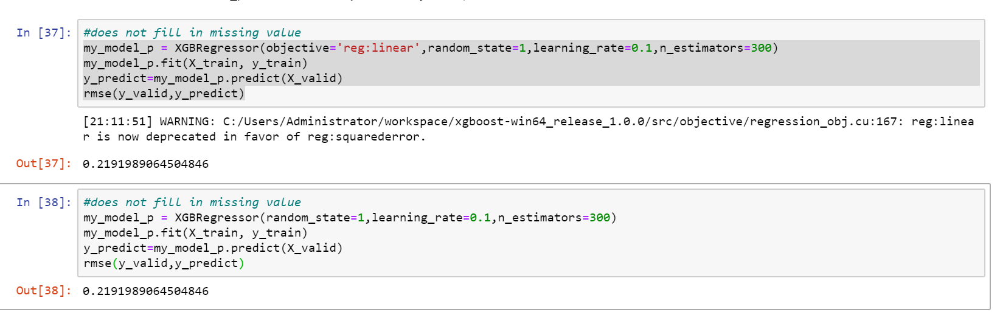 In [37]: #does not fill in missing value
my_model_p = XGBRegressor(objective='reg:linear',random_state=1,learning_rate=0.1,n_estimators=300)
my_model_p.fit(X_train, y_train)
y_predict=my_model_p.predict(X_valid)
rmse(y_valid,y_predict)
[21:11:51] WARNING: C:/Users/Administrator/workspace/xgboost-win64_release_1.0.0/src/objective/regression_obj.cu:167: reg:linea
r is now deprecated in favor of reg:squarederror.
Out[37]: 0.2191989064504846
In [38]: #does not fill in missing value
my_model_p = XGBRegressor(random_state=1,learning_rate=0.1,n_estimators=300)
my_model_p.fit(X_train, y_train)
y_predict=my_model_p.predict(X_valid)
rmse(y_valid,y_predict)
Out[38]: 0.2191989064504846